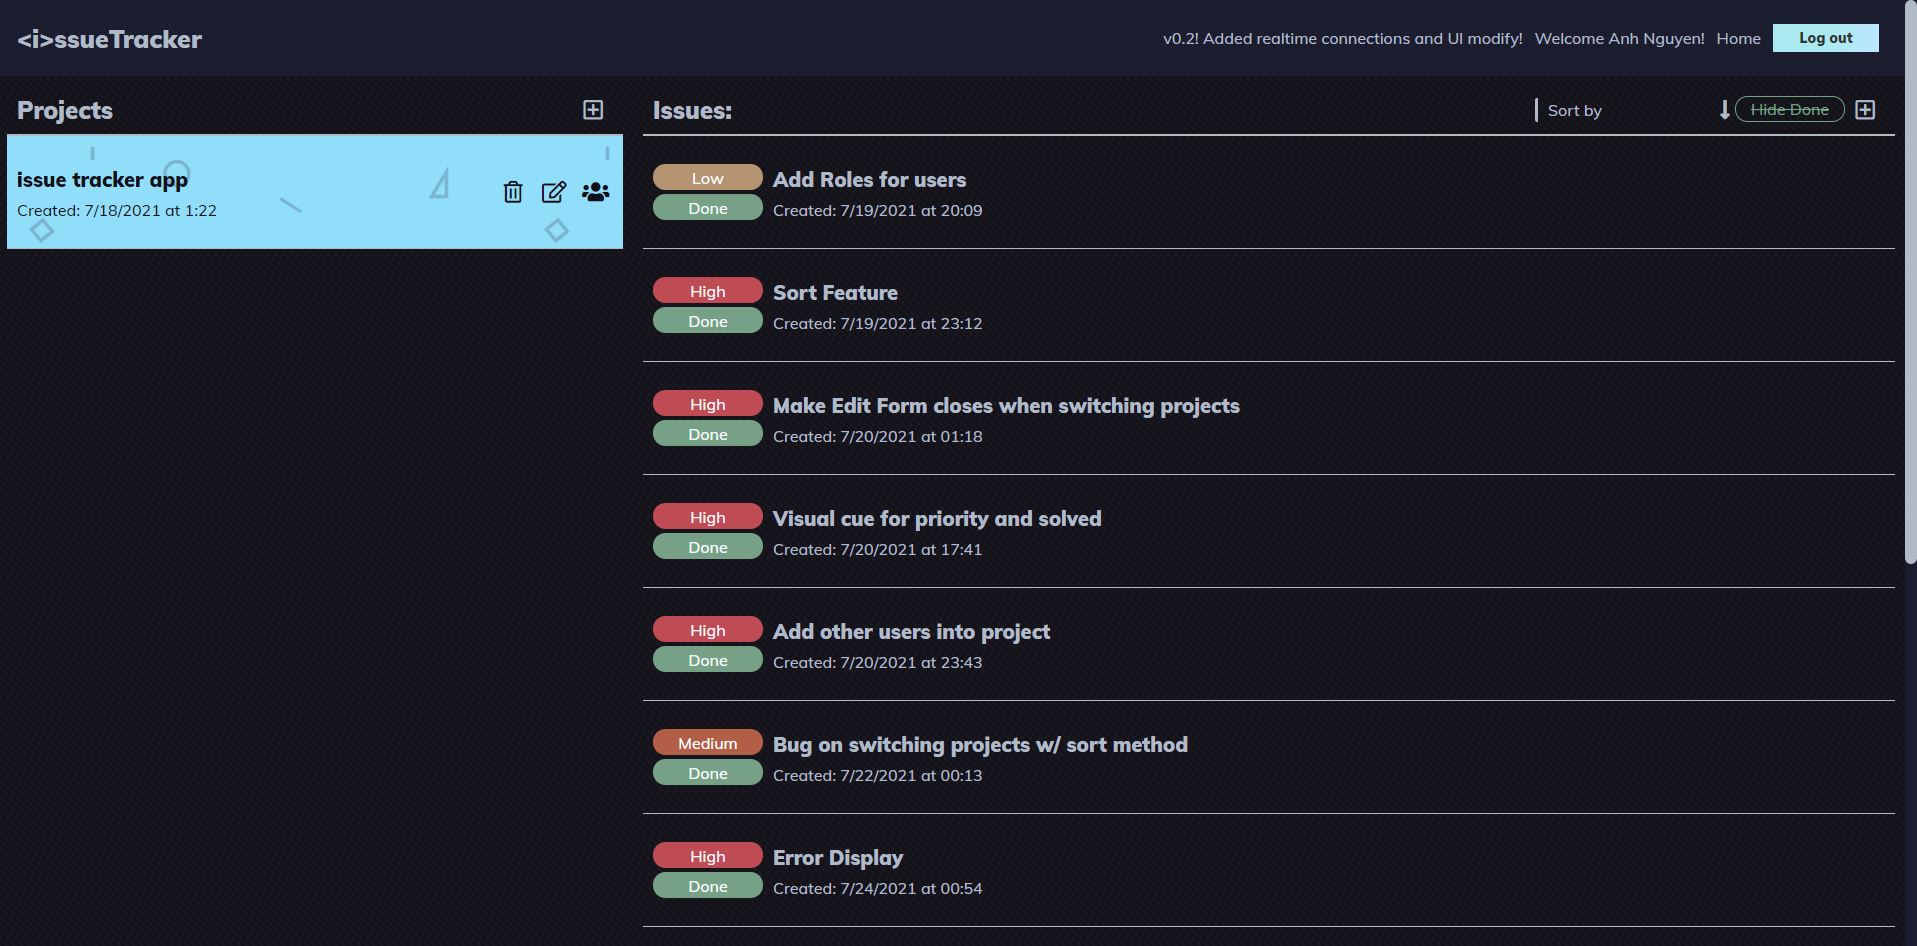 <i>ssueTracker
v0.2! Added realtime connections and UI modify! Welcome Anh Nguyen! Home Log out
Projects
issue tracker app
Created: 7/18/2021 at 1:22
Issues:
Sort by
Hide Done
Low
Done
Add Roles for users
Created: 7/19/2021 at 20:09
High
Done
Sort Feature
Created: 7/19/2021 at 23:12
High
Done
Make Edit Form closes when switching projects
Created: 7/20/2021 at 01:18
High
Done
Visual cue for priority and solved
Created: 7/20/2021 at 17:41
High
Done
Add other users into project
Created: 7/20/2021 at 23:43
Medium
Done
Bug on switching projects w/ sort method
Created: 7/22/2021 at 00:13
High
Done
Error Display
Created: 7/24/2021 at 00:54